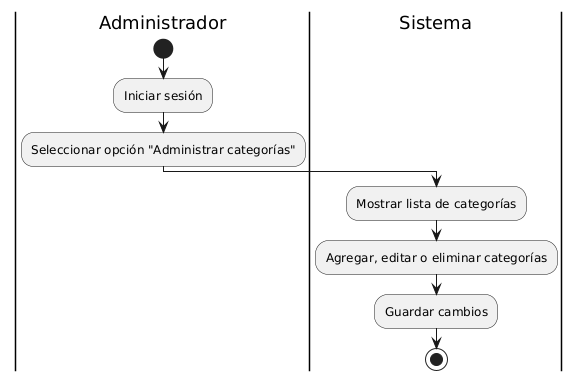 Administrador
Sistema
Iniciar sesión
Seleccionar opción "Administrar categorías"
Mostrar lista de categorías
Agregar, editar o eliminar categorías
Guardar cambios